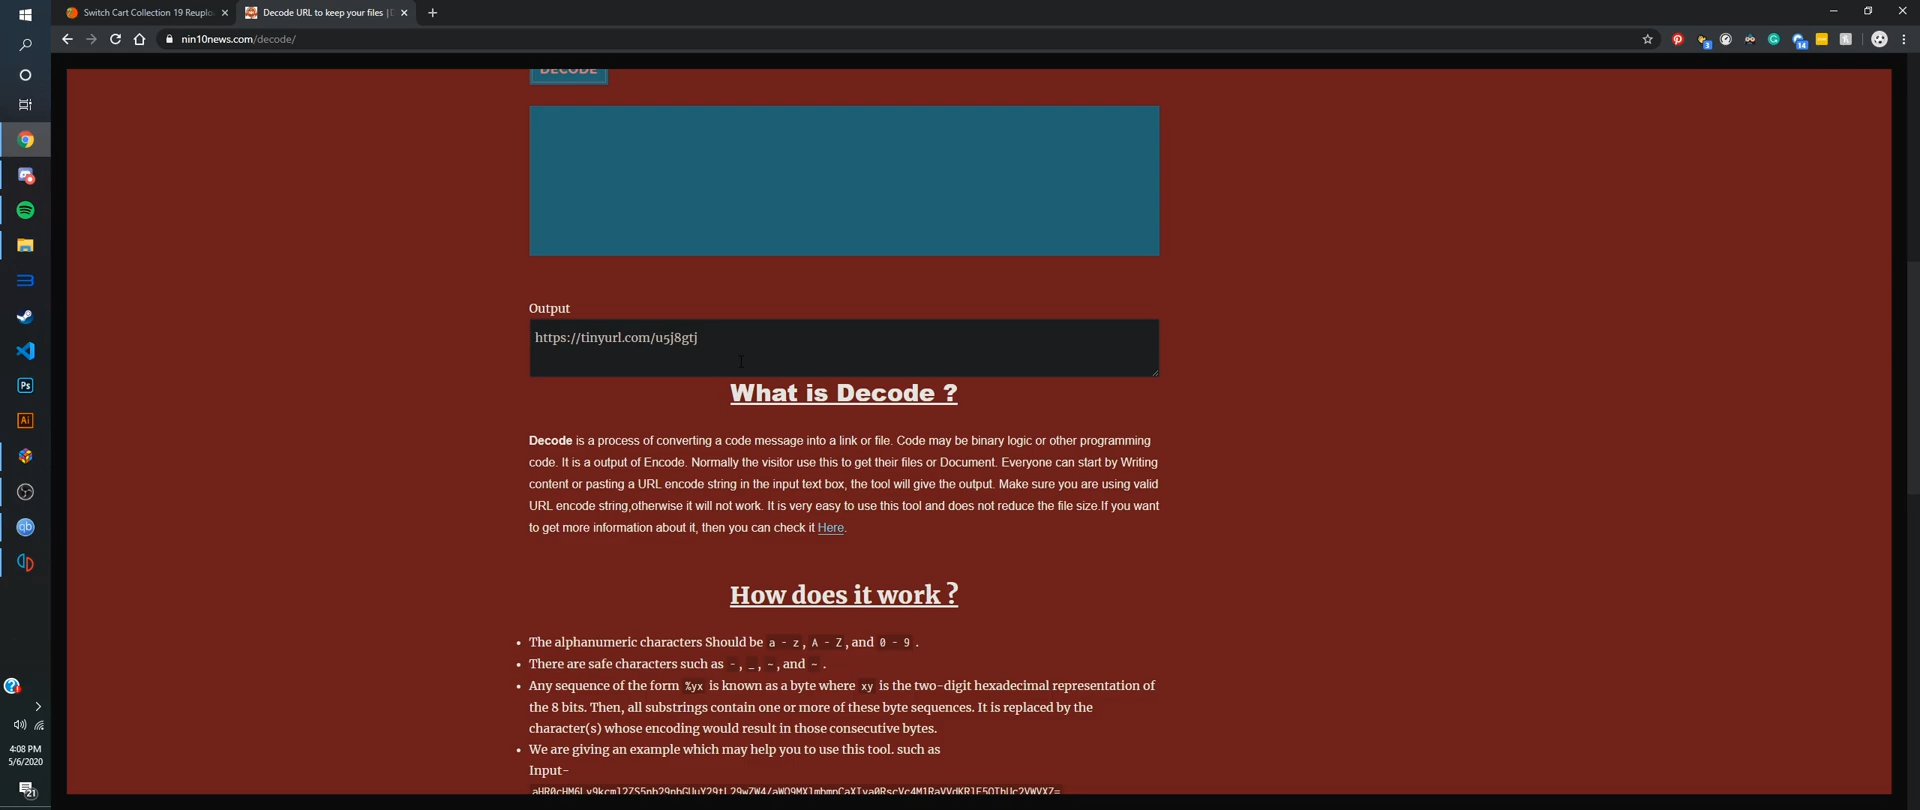 Switch Cart Collection 19 Reuplo
Decode URL to keep your files | D
nin10news.com/decode/
3
14
DECODE
Output
https://tinyurl.com/u5j8gtj
What is Decode ?
Decode is a process of converting a code message into a link or file. Code may be binary logic or other programming
code. It is a output of Encode. Normally the visitor use this to get their files or Document. Everyone can start by Writing
content or pasting a URL encode string in the input text box, the tool will give the output. Make sure you are using valid
URL encode string,otherwise it will not work. It is very easy to use this tool and does not reduce the file size.If you want
to get more information about it, then you can check it Here.
How does it work ?
The alphanumeric characters Should be a - z, A - Z, and 0 - 9 .
There are safe characters such as -, _, ~, and ~ .
Any sequence of the form %yx is known as a byte where xy is the two-digit hexadecimal representation of
the 8 bits. Then, all substrings contain one or more of these byte sequences. It is replaced by the
character(s) whose encoding would result in those consecutive bytes.
We are giving an example which may help you to use this tool. such as
Input-
Ps
Ai
qb
4:08 PM
5/6/2020
21